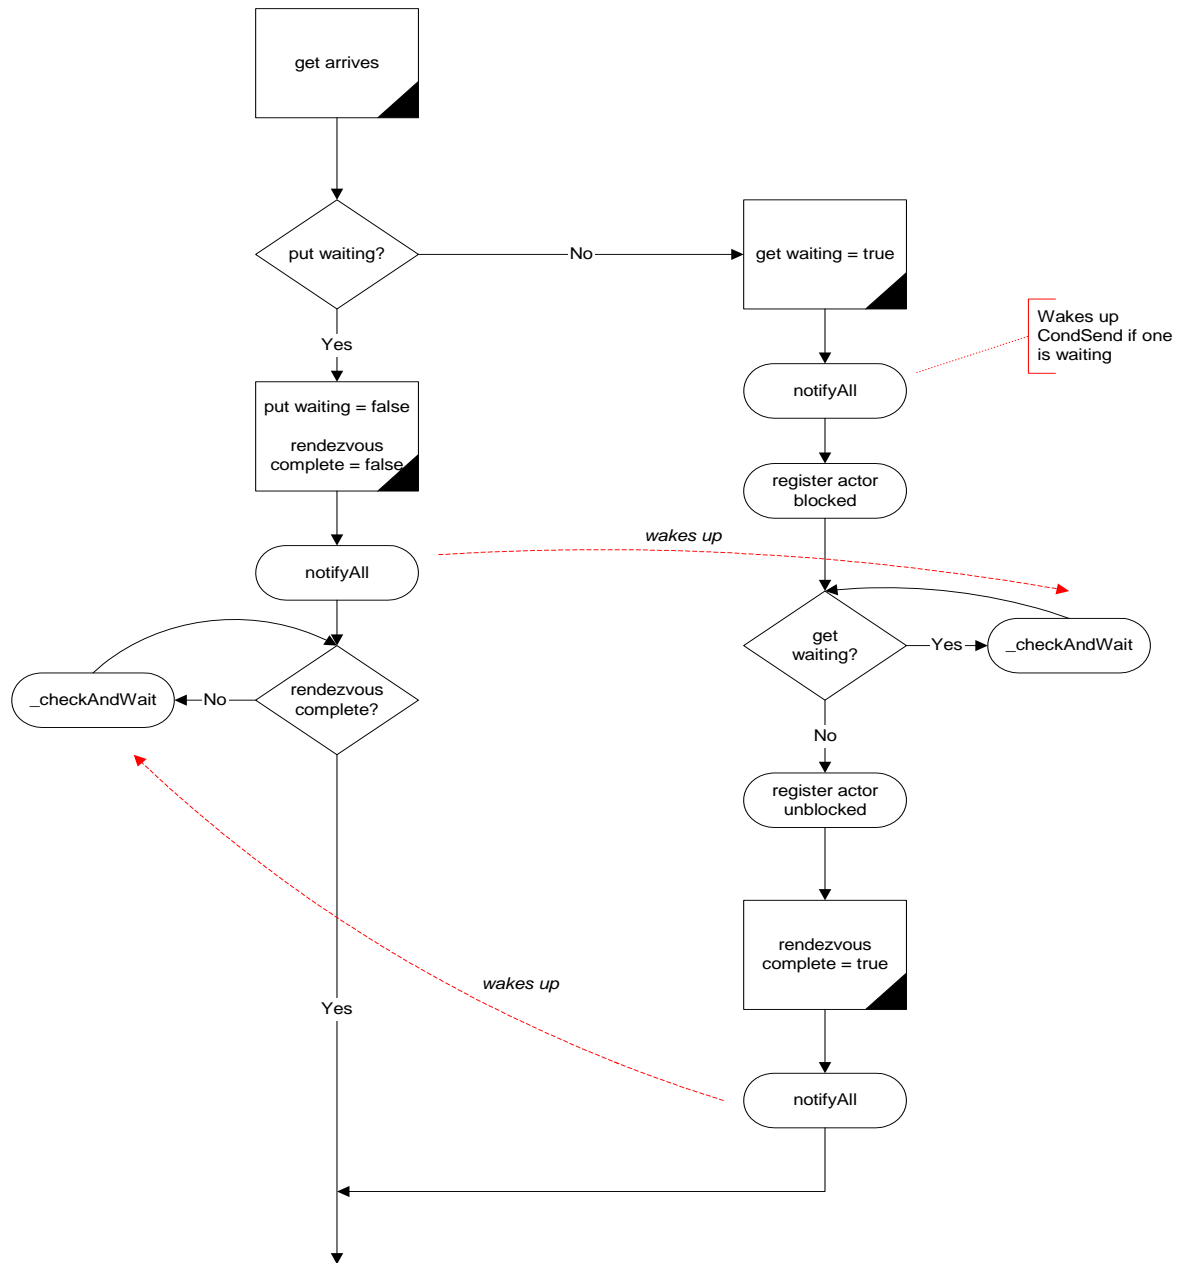 get arrives
put waiting?
No
get waiting = true
Wakes up
CondSend if one
is waiting
Yes
notifyAll
put waiting = false
rendezvous
complete = false
register actor
blocked
wakes up
notifyAll
get
waiting?
Yes
_checkAndWait
rendezvous
complete?
No
_checkAndWait
No
register actor
unblocked
rendezvous
complete = true
wakes up
Yes
notifyAll